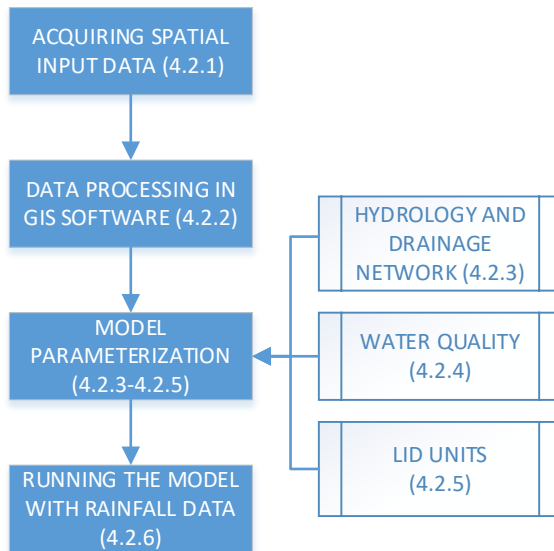 ACQUIRING SPATIAL
INPUT DATA (4.2.1)
DATA PROCESSING IN
GIS SOFTWARE (4.2.2)
MODEL
PARAMETERIZATION
(4.2.3-4.2.5)
RUNNING THE MODEL
WITH RAINFALL DATA
(4.2.6)
HYDROLOGY AND
DRAINAGE
NETWORK (4.2.3)
WATER QUALITY
(4.2.4)
LID UNITS
(4.2.5)